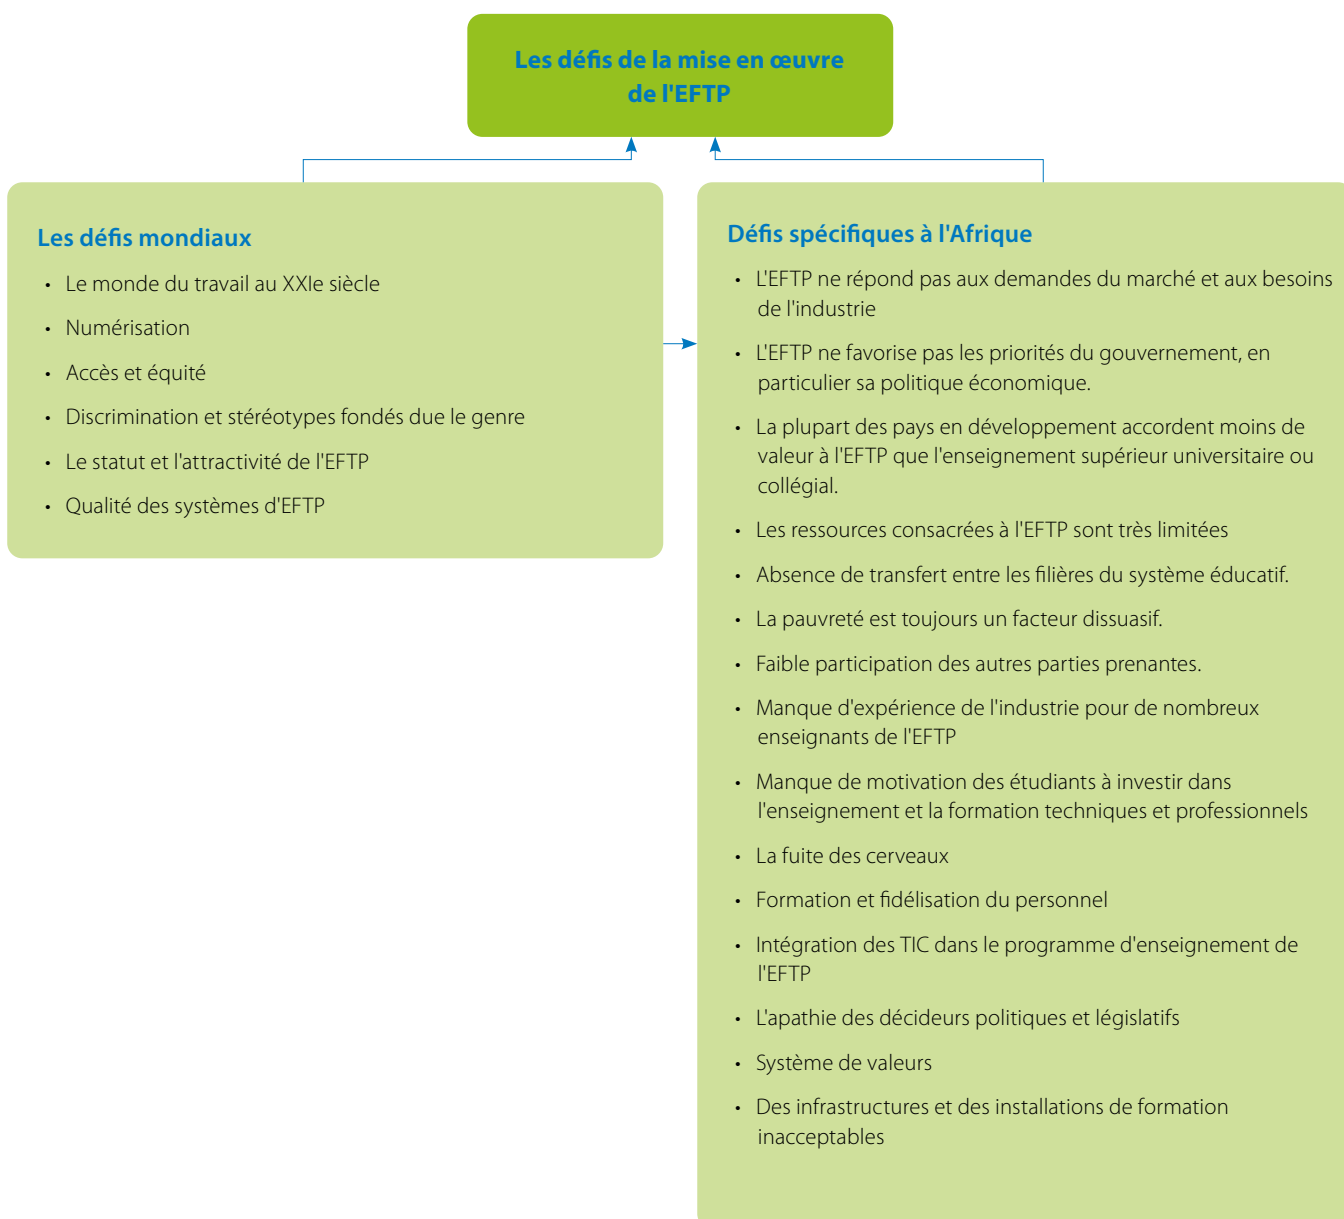 Les défis de la mise en œuvre
de l'EFTP
Les défis mondiaux
• Le monde du travail au XXIe siècle
• Numérisation
• Accès et équité
• Discrimination et stéréotypes fondés due le genre
• Le statut et l'attractivité de l'EFTP
• Qualité des systèmes d'EFTP
Défis spécifiques à l'Afrique
• L'EFTP ne répond pas aux demandes du marché et aux besoins
de l'industrie
• L'EFTP ne favorise pas les priorités du gouvernement, en
particulier sa politique économique.
• La plupart des pays en développement accordent moins de
valeur à l'EFTP que l'enseignement supérieur universitaire ou
collégial.
• Les ressources consacrées à l'EFTP sont très limitées
• Absence de transfert entre les filières du système éducatif.
• La pauvreté est toujours un facteur dissuasif.
• Faible participation des autres parties prenantes.
• Manque d'expérience de l'industrie pour de nombreux
enseignants de l'EFTP
• Manque de motivation des étudiants à investir dans
l'enseignement et la formation techniques et professionnels
• La fuite des cerveaux
• Formation et fidélisation du personnel
• Intégration des TIC dans le programme d'enseignement de
l'EFTP
• L'apathie des décideurs politiques et législatifs
• Système de valeurs
• Des infrastructures et des installations de formation
inacceptables